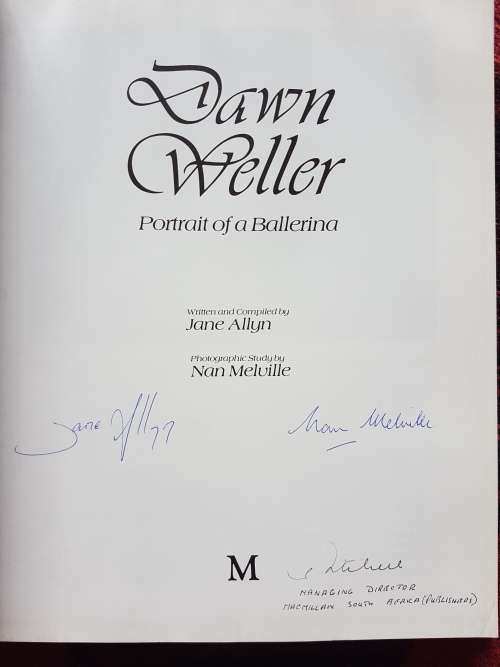 Dawn
Weller
Portrait of a Ballerina
Written and Compiled by
Jane Allyn
Photographic Study by
Nan Melville
Jane Allyn
Nan Melville
M
MANAGING DIRECTOR
MACMILLAN SOUTH AFRICA (PUBLISHERS)